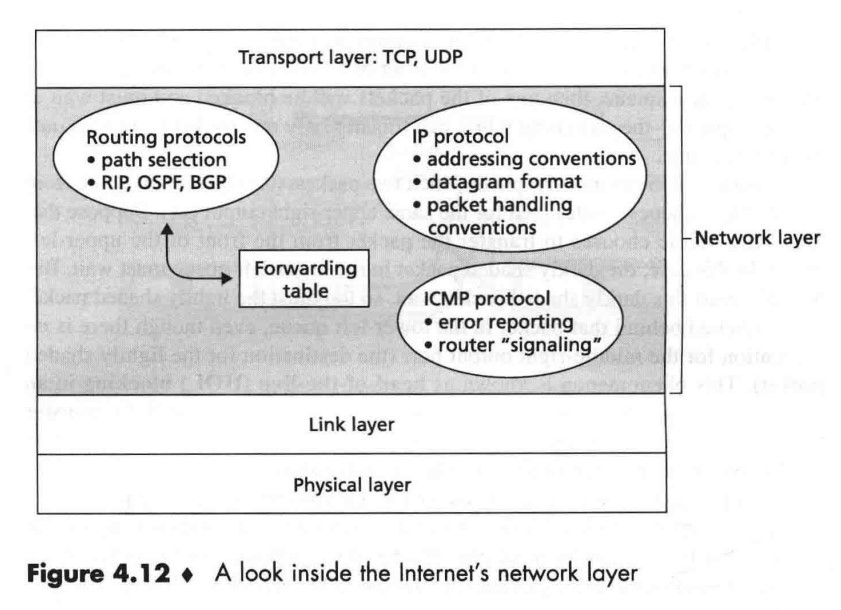 Transport layer: TCP, UDP
Routing protocols
• path selection
• RIP, OSPF, BGP
Forwarding
table
IP protocol
• addressing conventions
• datagram format
• packet handling
conventions
ICMP protocol
• error reporting
• router “signaling”
Network layer
Link layer
Physical layer
Figure 4.12 ♦ A look inside the Internet's network layer